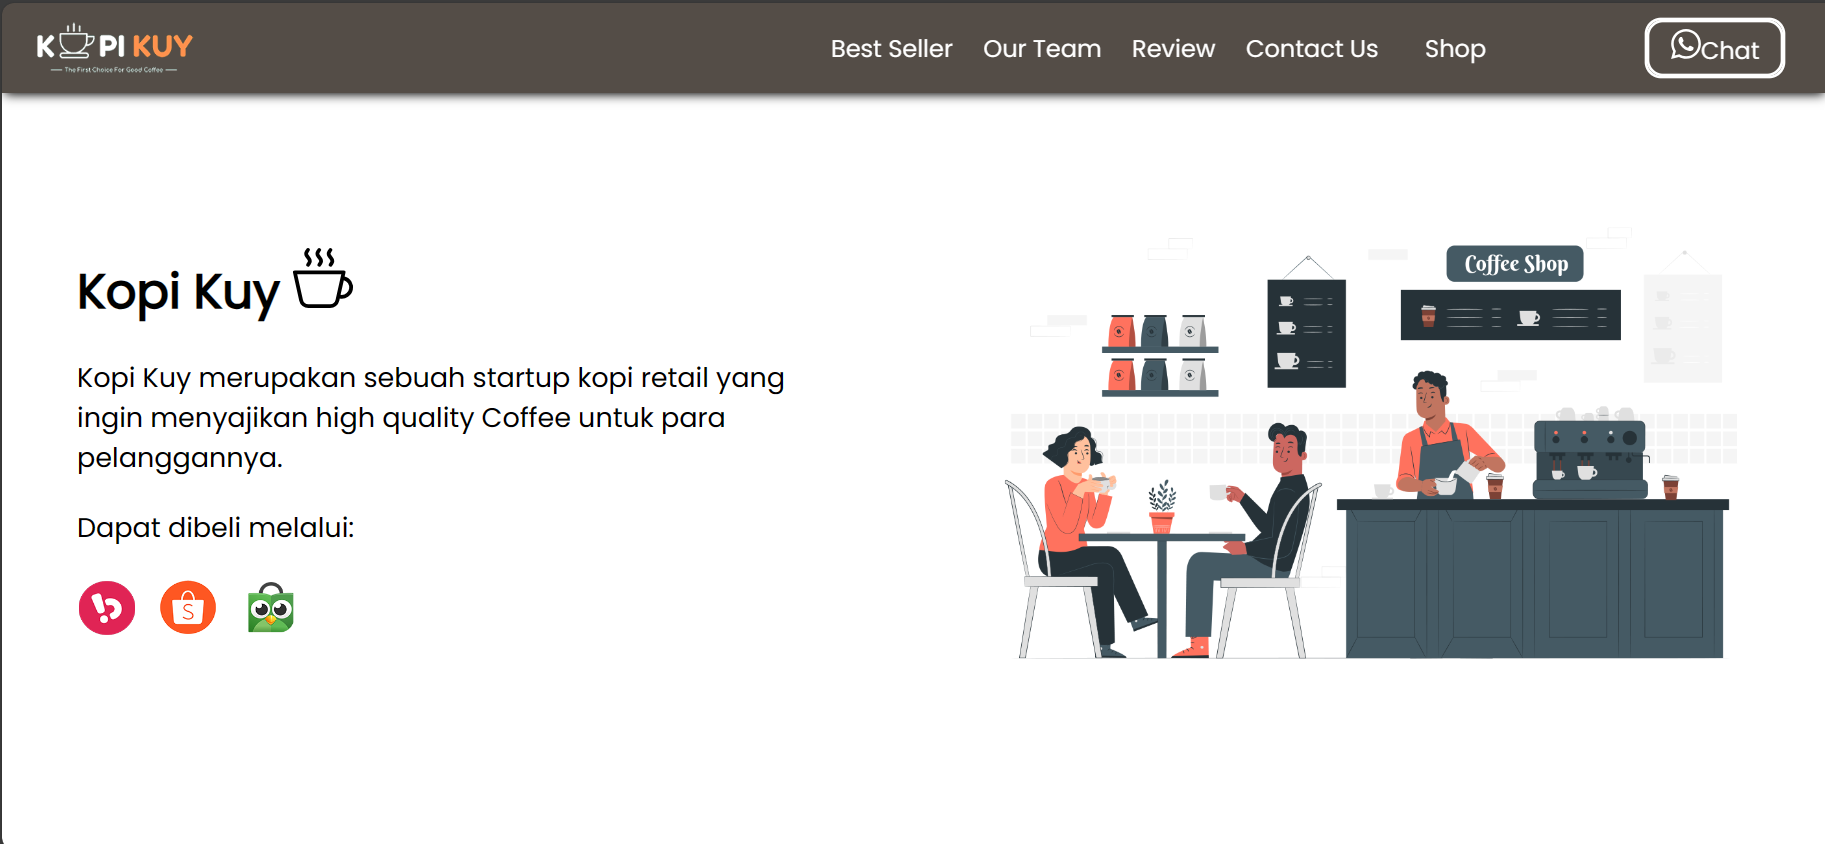 KOPI KUY
The First Choice For Good Coffee
Best Seller Our Team Review Contact Us Shop Chat
Kopi Kuy
Kopi Kuy merupakan sebuah startup kopi retail yang
ingin menyajikan high quality Coffee untuk para
pelanggannya.
Dapat dibeli melalui:
S
Coffee Shop